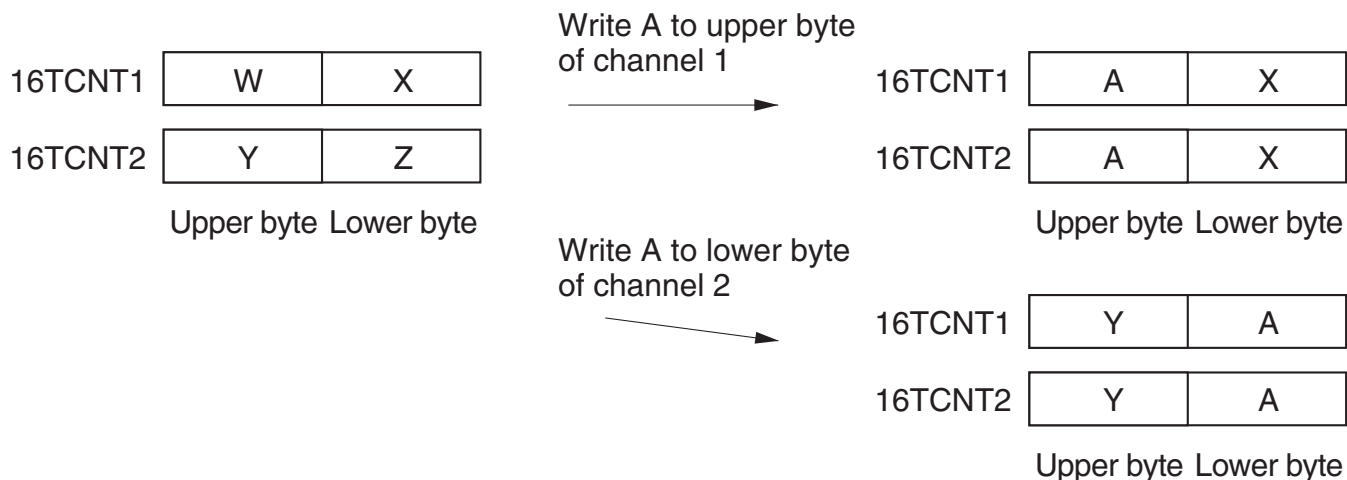 Write A to upper byte
of channel 1
16TCNT1 W X
16TCNT2 Y Z
Upper byte Lower byte
16TCNT1 A X
16TCNT2 A X
Upper byte Lower byte
Write A to lower byte
of channel 2
16TCNT1 Y A
16TCNT2 Y A
Upper byte Lower byte